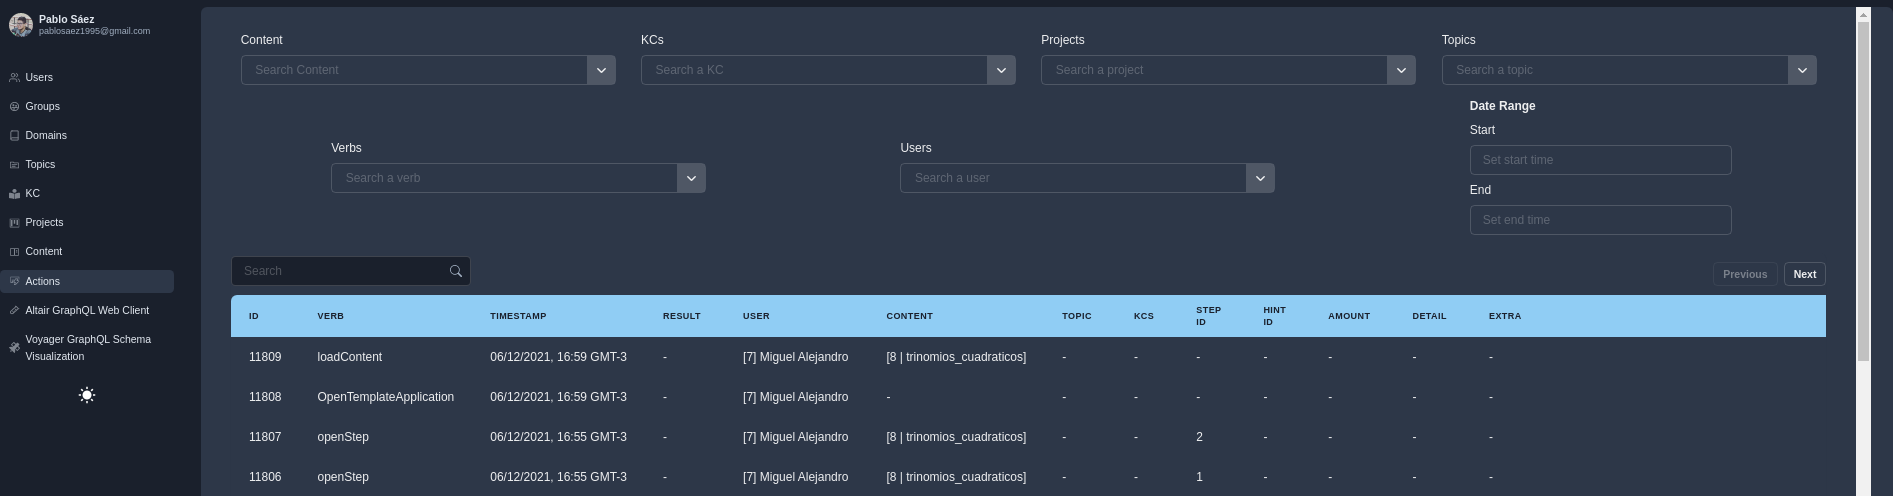 Pablo Sáez
pablosaez1995@gmail.com
Users
Groups
Domains
Topics
KC
Projects
Content
Actions
Altair GraphQL Web Client
Voyager GraphQL Schema
Visualization
Content KCs Projects Topics
Search Content Search a KC Search a project Search a topic
Date Range
Start
Verbs Users
Set start time
Search a verb Search a user
End
Set end time
Search Previous Next
ID VERB TIMESTAMP RESULT USER CONTENT TOPIC KCS STEP ID HINT ID AMOUNT DETAIL EXTRA
11809 loadContent 06/12/2021, 16:59 GMT-3 - [7] Miguel Alejandro [8 | trinomios_cuadraticos] - - - - - - -
11808 OpenTemplateApplication 06/12/2021, 16:59 GMT-3 - [7] Miguel Alejandro - - - - - - - -
11807 openStep 06/12/2021, 16:55 GMT-3 - [7] Miguel Alejandro [8 | trinomios_cuadraticos] - - 2 - - - -
11806 openStep 06/12/2021, 16:55 GMT-3 - [7] Miguel Alejandro [8 | trinomios_cuadraticos] - - 1 - - - -